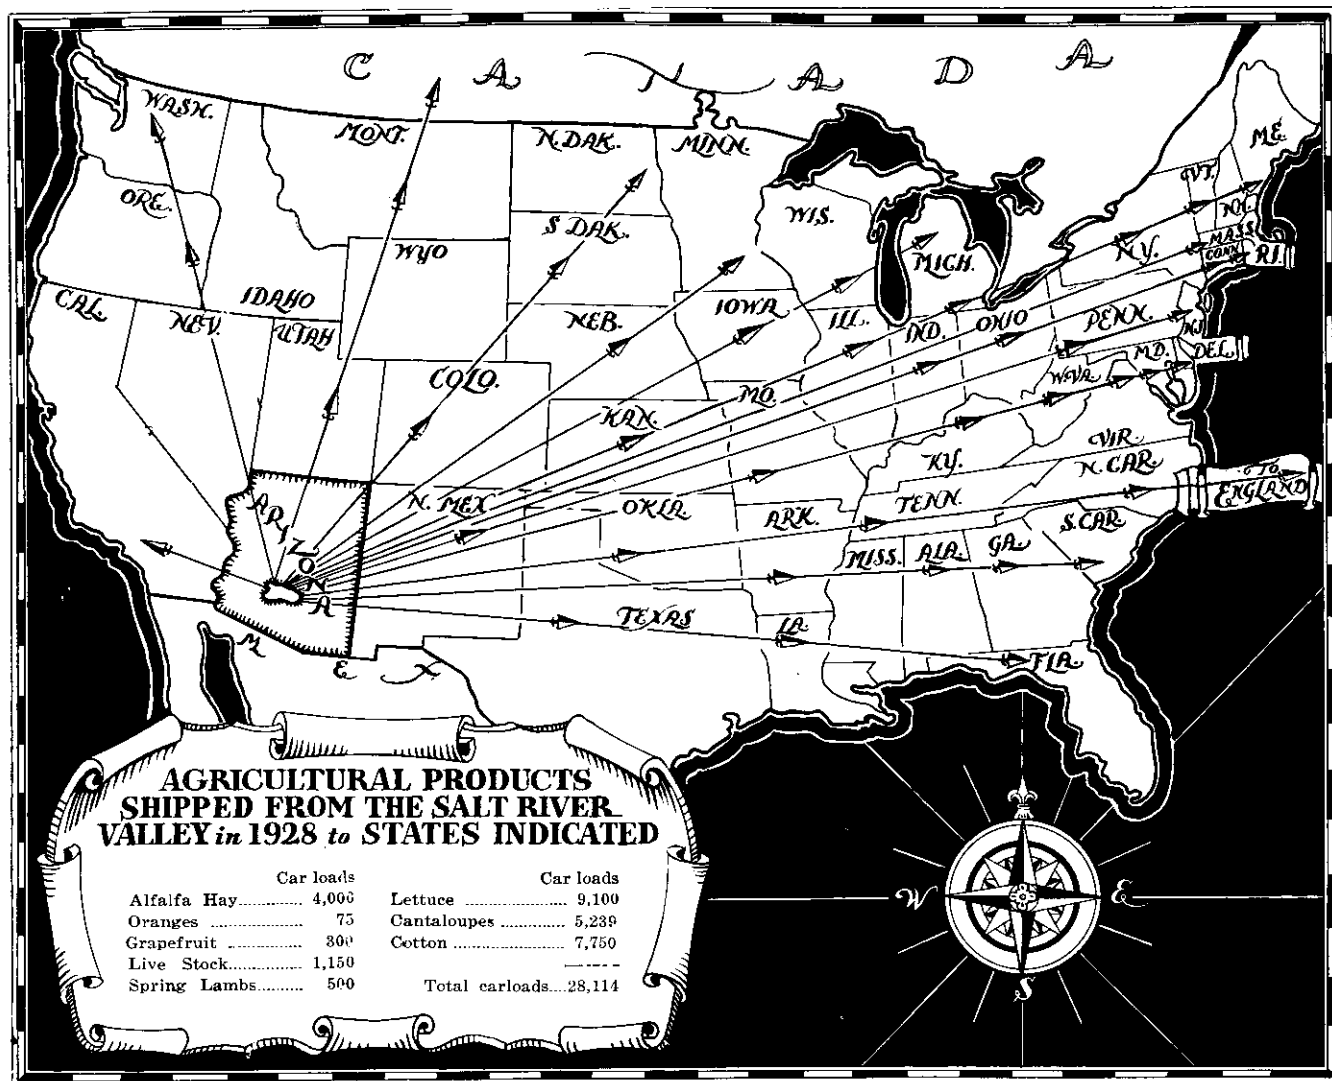 C A N A D A
WASH.
MONT.
N.DAK.
MINN.
ME.
VT.
ORE.
S DAK.
WIS.
N.H.
WYO
MICH.
N.Y.
MASS
CONN
R.I.
IDAHO
CAL.
NEV.
UTAH
NEB.
IOWA
ILL.
IND.
OHIO
PENN.
N.J.
COLO.
MO.
W.VA.
M.D.
DEL.
KAN.
KY.
VIR.
N. CAR.
ARIZONA
N. MEX
OKLA.
ARK.
TENN.
S.CAR.
TO
ENGLAND
MISS.
ALA.
GA.
TEXAS
LA.
FLA.
M E X
AGRICULTURAL PRODUCTS
SHIPPED FROM THE SALT RIVER
VALLEY in 1928 to STATES INDICATED
Car loads
Alfalfa Hay............ 4,000
Oranges ................. 75
Grapefruit .............. 300
Live Stock.............. 1,150
Spring Lambs......... 500
Car loads
Lettuce .................... 9,100
Cantaloupes ............ 5,239
Cotton ..................... 7,750
Total carloads....28,114
W
E
S